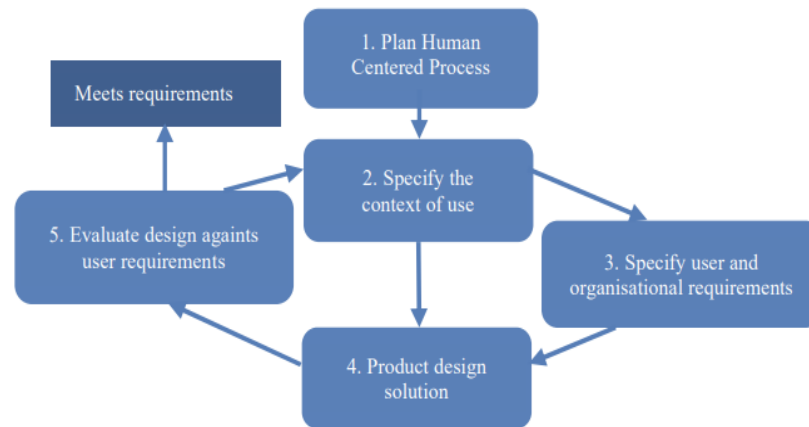 1. Plan Human
Centered Process
Meets requirements
2. Specify the
context of use
5. Evaluate design againts
user requirements
3. Specify user and
organisational requirements
4. Product design
solution